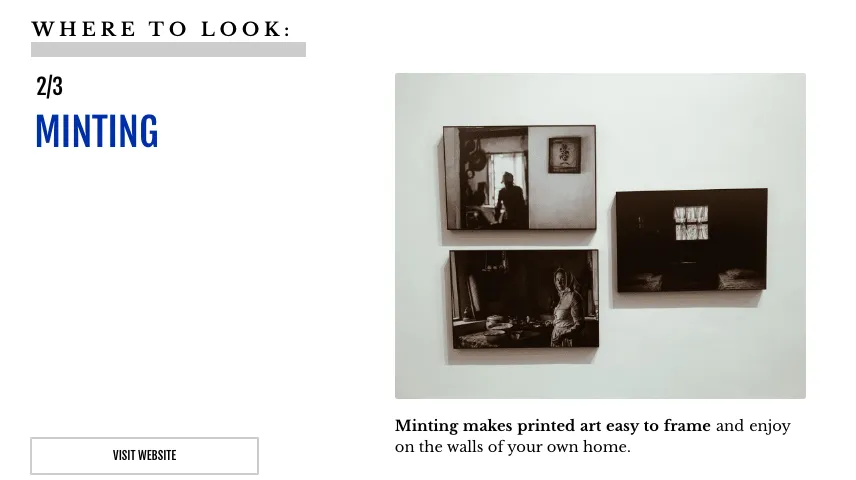 WHERE TO LOOK:
2/3
MINTING
Minting makes printed art easy to frame and enjoy
on the walls of your own home.
VISIT WEBSITE